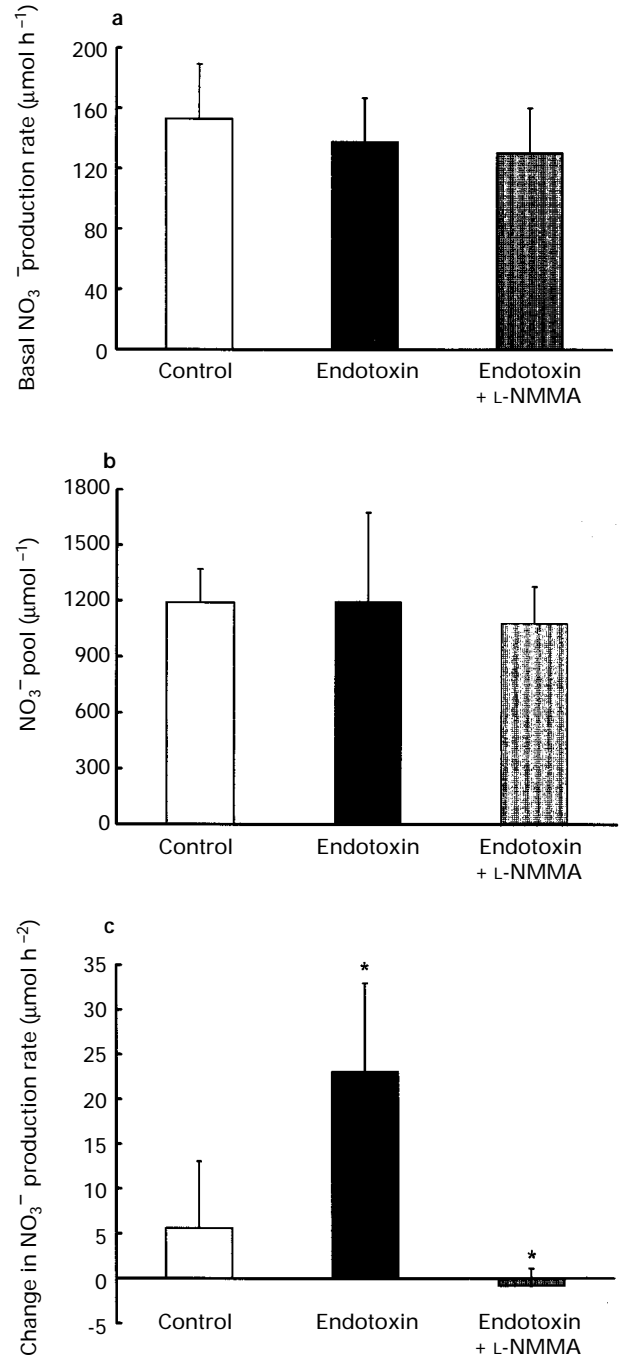 a
Basal NO₃⁻ production rate (μmol h⁻¹)
200
160
120
80
40
0
Control
Endotoxin
Endotoxin
+ L-NMMA
b
NO₃⁻ pool (μmol⁻¹)
1800
1500
1200
900
600
300
0
Control
Endotoxin
Endotoxin
+ L-NMMA
c
Change in NO₃⁻ production rate (μmol h⁻²)
35
30
25
20
15
10
5
0
-5
*
*
Control
Endotoxin
Endotoxin
+ L-NMMA